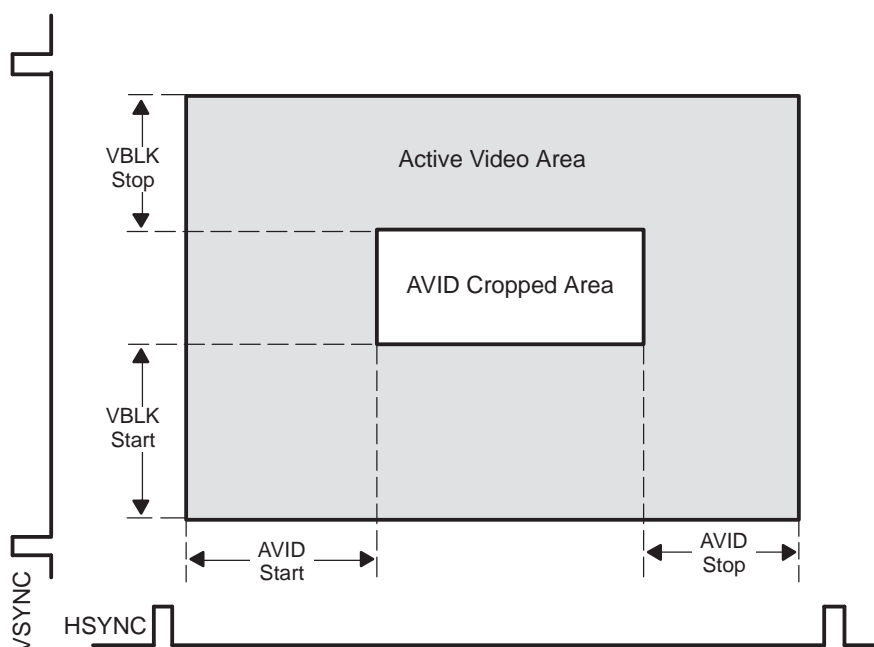 VBLK
Stop
Active Video Area
AVID Cropped Area
VBLK
Start
AVID
Start
AVID
Stop
VSYNC
HSYNC